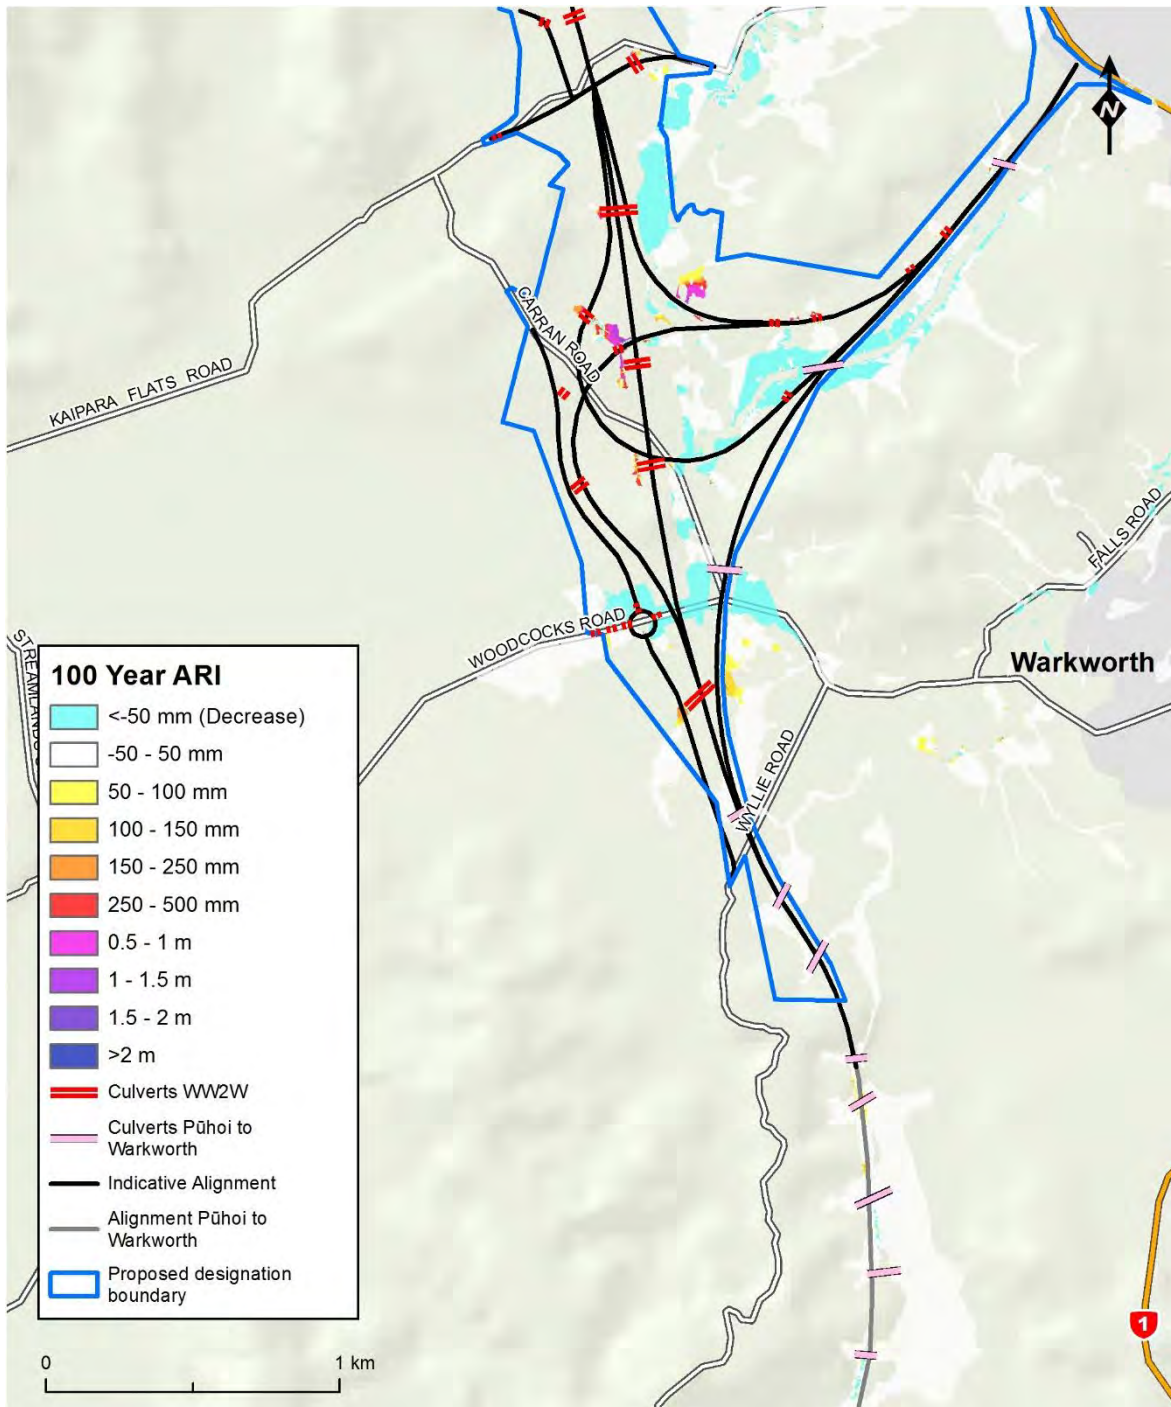 N
KAIPARA FLATS ROAD
CARRAN ROAD
FALLS ROAD
WOODCOCKS ROAD
Warkworth
WYLLIE ROAD
STREAMLANDS
100 Year ARI
<-50 mm (Decrease)
-50 - 50 mm
50 - 100 mm
100 - 150 mm
150 - 250 mm
250 - 500 mm
0.5 - 1 m
1 - 1.5 m
1.5 - 2 m
>2 m
Culverts WW2W
Culverts Pūhoi to
Warkworth
Indicative Alignment
Alignment Pūhoi to
Warkworth
Proposed designation
boundary
1
0 1 km